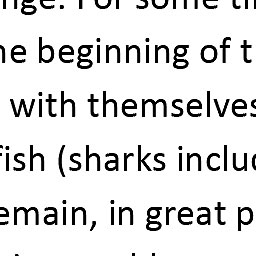 nge. For some ti
he beginning of t
with themselves
fish (sharks includ
emain, in great p